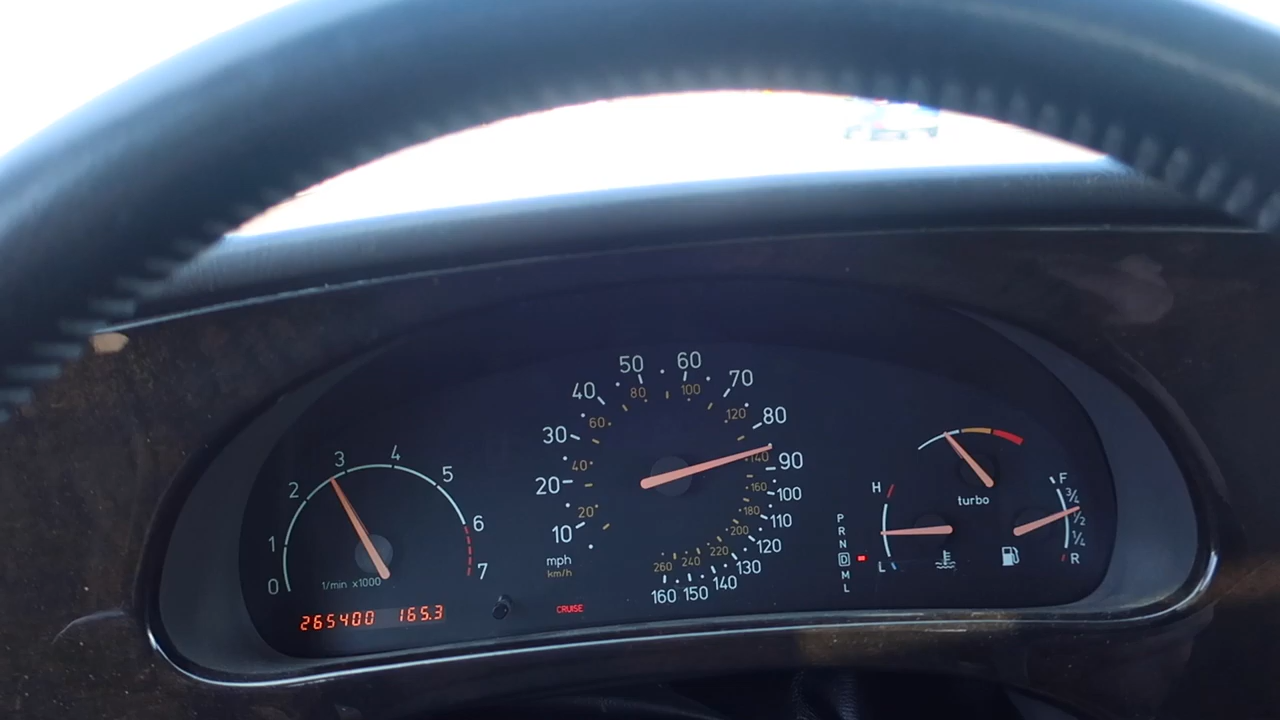 0 1 2 3 4 5 6 7
1/min x1000
265400 165.3
10 20 30 40 50 60 70 80 90 100 110 120 130 140 150 160
20 40 60 80 100 120 140 160 180 200 220 240 260
mph
km/h
CRUISE
P
R
N
D
M
L
turbo
H
L
F
3/4
1/2
1/4
R